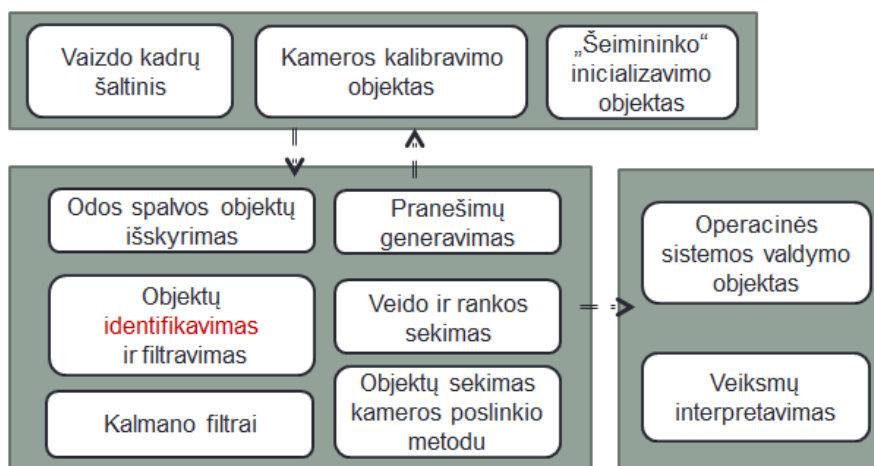 Vaizdo kadrų
šaltinis
Kameros kalibravimo
objektas
„Šeimininko“
inicializavimo
objektas
Odos spalvos objektų
išskyrimas
Pranešimų
generavimas
Objektų
identifikavimas
ir filtravimas
Veido ir rankos
sekimas
Kalmano filtrai
Objektų sekimas
kameros poslinkio
metodu
Operacinės
sistemos valdymo
objektas
Veiksmų
interpretavimas